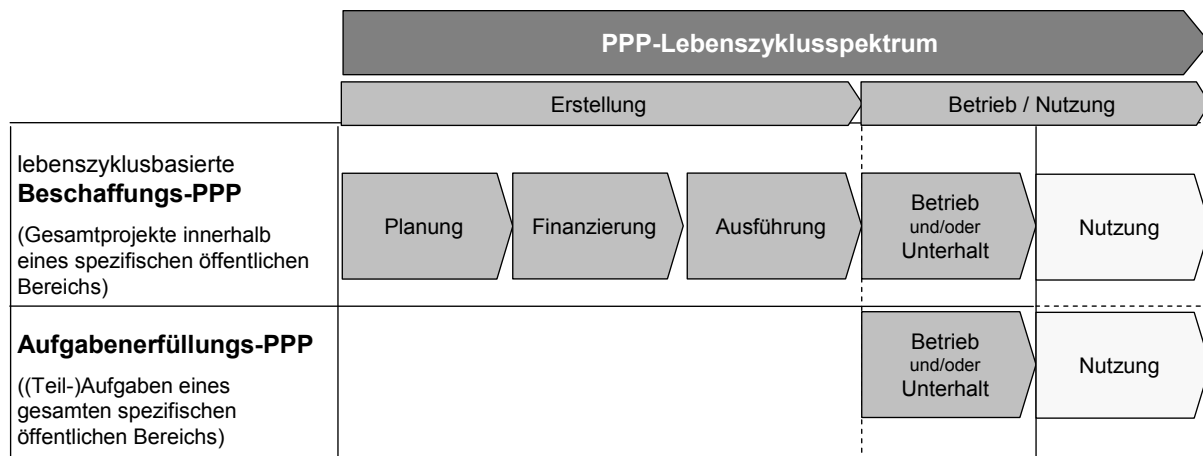 PPP-Lebenszyklusspektrum
Erstellung
Betrieb / Nutzung
lebenszyklusbasierte
Beschaffungs-PPP
(Gesamtprojekte innerhalb
eines spezifischen öffentlichen
Bereichs)
Planung
Finanzierung
Ausführung
Betrieb
und/oder
Unterhalt
Nutzung
Aufgabenerfüllungs-PPP
((Teil-)Aufgaben eines
gesamten spezifischen
öffentlichen Bereichs)
Betrieb
und/oder
Unterhalt
Nutzung